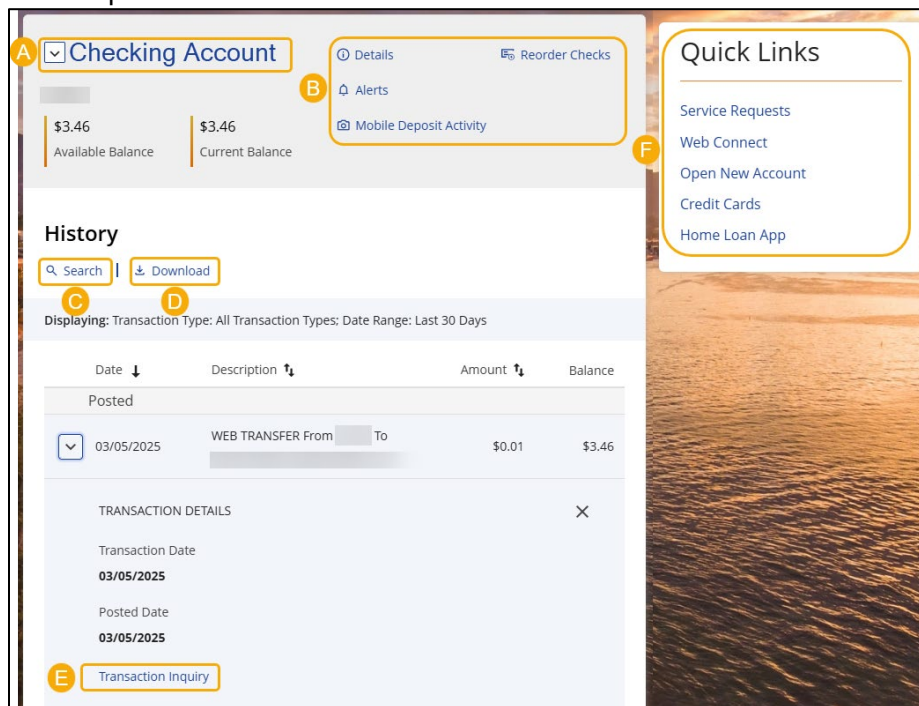 A Checking Account
B
Details
Reorder Checks
Alerts
Mobile Deposit Activity
$3.46
Available Balance
$3.46
Current Balance
History
Search | Download
C D
Displaying: Transaction Type: All Transaction Types; Date Range: Last 30 Days
Date Description Amount Balance
Posted
03/05/2025 WEB TRANSFER From To $0.01 $3.46
TRANSACTION DETAILS
Transaction Date
03/05/2025
Posted Date
03/05/2025
E Transaction Inquiry
F
Quick Links
Service Requests
Web Connect
Open New Account
Credit Cards
Home Loan App